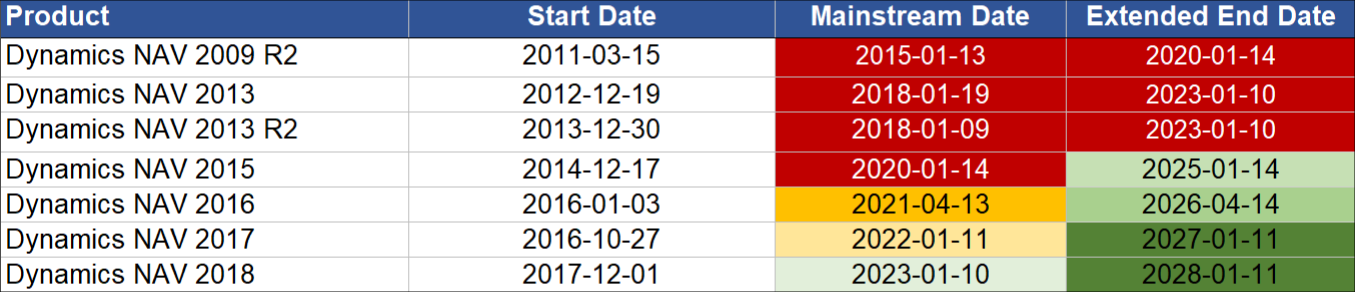 Product Start Date Mainstream Date Extended End Date
Dynamics NAV 2009 R2 2011-03-15 2015-01-13 2020-01-14
Dynamics NAV 2013 2012-12-19 2018-01-19 2023-01-10
Dynamics NAV 2013 R2 2013-12-30 2018-01-09 2023-01-10
Dynamics NAV 2015 2014-12-17 2020-01-14 2025-01-14
Dynamics NAV 2016 2016-01-03 2021-04-13 2026-04-14
Dynamics NAV 2017 2016-10-27 2022-01-11 2027-01-11
Dynamics NAV 2018 2017-12-01 2023-01-10 2028-01-11